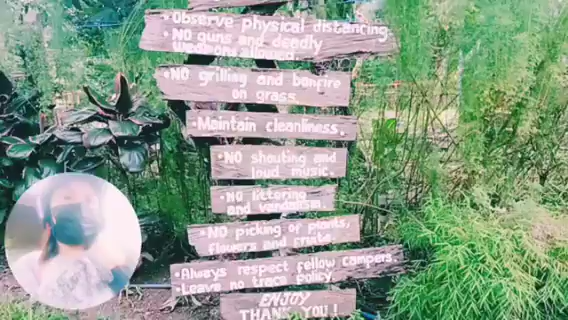 •Observe physical distancing.
•NO guns and deadly
weapons allowed.
•NO grilling and bonfire
on grass.
•Maintain cleanliness.
•NO shouting and
loud music.
•NO littering
and vandalism.
•NO picking of plants,
flowers and fruits.
•Always respect fellow campers.
•Leave no trace policy.
ENJOY
THANK YOU!